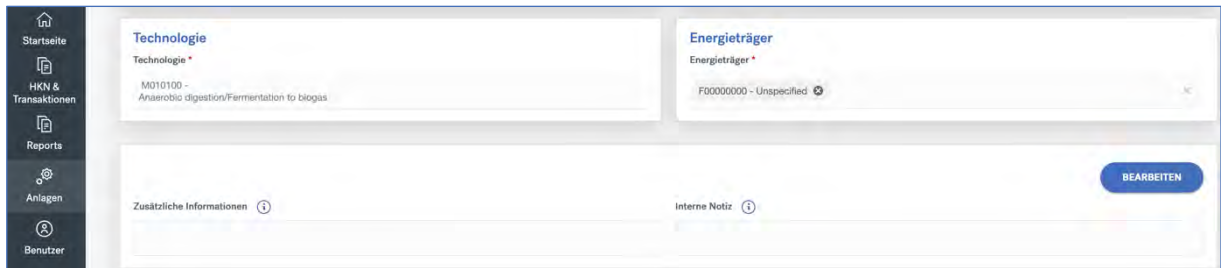 Startseite
HKN &
Transaktionen
Reports
Anlagen
Benutzer
Technologie
Technologie *
M010100 -
Anaerobic digestion/Fermentation to biogas
Energieträger
Energieträger *
F00000000 - Unspecified
BEARBEITEN
Zusätzliche Informationen
Interne Notiz